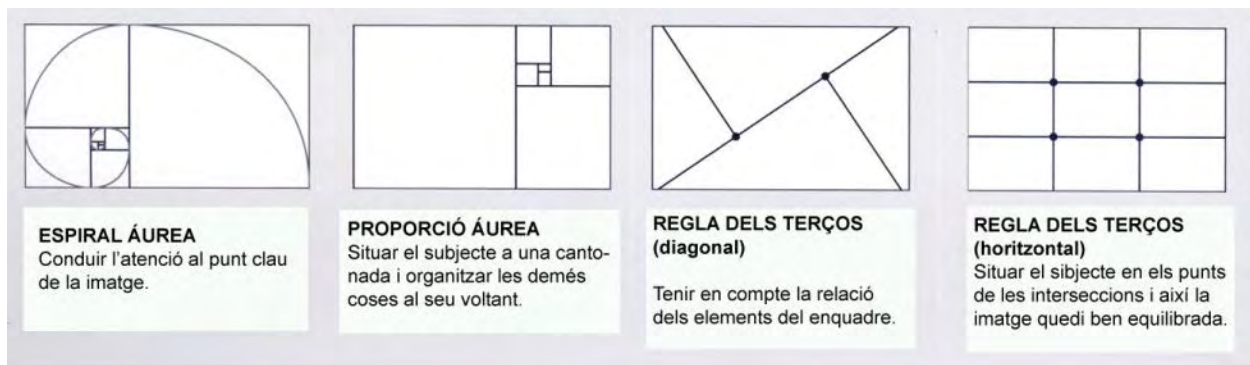 ESPIRAL ÁUREA
Conduir l'atenció al punt clau
de la imatge.
PROPORCIÓ ÁUREA
Situar el subjecte a una canto-
nada i organitzar les demés
coses al seu voltant.
REGLA DELS TERÇOS
(diagonal)
Tenir en compte la relació
dels elements del enquadre.
REGLA DELS TERÇOS
(horitzontal)
Situar el sibjecte en els punts
de les interseccions i així la
imatge quedi ben equilibrada.